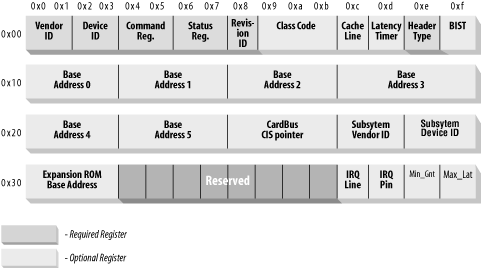 0x0 0x1 0x2 0x3 0x4 0x5 0x6 0x7 0x8 0x9 0xa 0xb 0xc 0xd 0xe 0xf
0x00
Vendor
ID
Device
ID
Command
Reg.
Status
Reg.
Revis-
ion
ID
Class Code
Cache
Line
Latency
Timer
Header
Type
BIST
0x10
Base
Address 0
Base
Address 1
Base
Address 2
Base
Address 3
0x20
Base
Address 4
Base
Address 5
CardBus
CIS pointer
Subsytem
Vendor ID
Subsytem
Device ID
0x30
Expansion ROM
Base Address
Reserved
IRQ
Line
IRQ
Pin
Min_Gnt
Max_Lat
- Required Register
- Optional Register